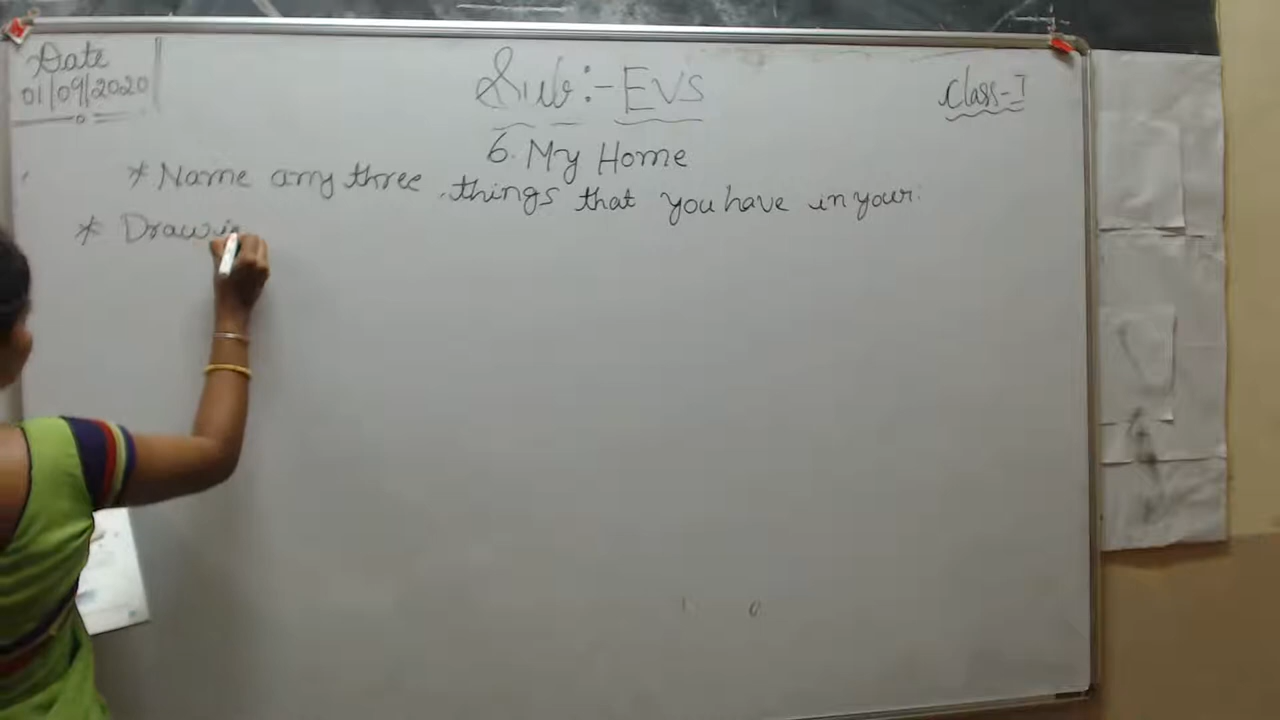 Date
01/09/2020
Sub:- EVS
Class-I
6. My Home
* Name any three things that you have in your.
* Drawi